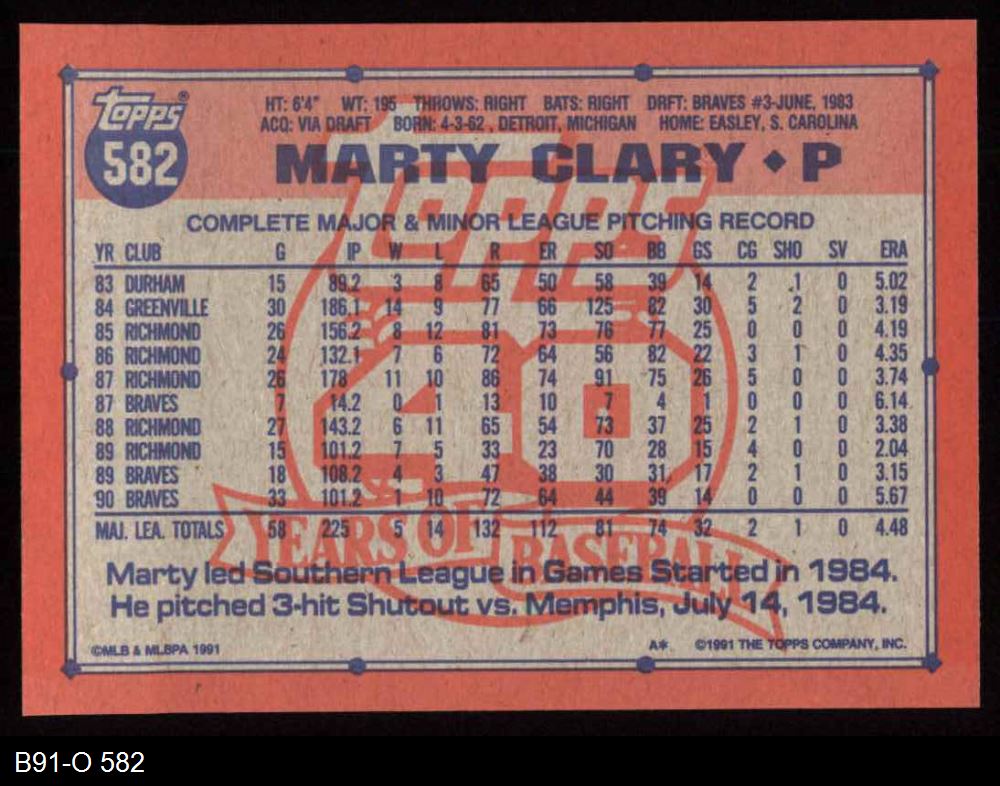 Topps®
582
HT: 6'4" WT: 195 THROWS: RIGHT BATS: RIGHT DRFT: BRAVES #3-JUNE, 1983
ACQ: VIA DRAFT BORN: 4-3-62 , DETROIT, MICHIGAN HOME: EASLEY, S. CAROLINA
MARTY CLARY ◆ P
COMPLETE MAJOR & MINOR LEAGUE PITCHING RECORD
YR CLUB G IP W L R ER SO BB GS CG SHO SV ERA
83 DURHAM 15 89.2 3 8 65 50 58 39 14 2 1 0 5.02
84 GREENVILLE 30 186.1 14 9 77 66 125 82 30 5 2 0 3.19
85 RICHMOND 26 156.2 8 12 81 73 76 77 25 0 0 0 4.19
86 RICHMOND 24 132.1 7 6 72 64 56 82 22 3 1 0 4.35
87 RICHMOND 26 178 11 10 86 74 91 75 26 5 0 0 3.74
87 BRAVES 7 14.2 0 1 13 10 7 4 1 0 0 0 6.14
88 RICHMOND 27 143.2 6 11 65 54 73 37 25 2 1 0 3.38
89 RICHMOND 15 101.2 7 5 33 23 70 28 15 4 0 0 2.04
89 BRAVES 18 108.2 4 3 47 38 30 31 17 2 1 0 3.15
90 BRAVES 33 101.2 1 10 72 64 44 39 14 0 0 0 5.67
MAJ. LEA. TOTALS 58 225 5 14 132 112 81 74 32 2 1 0 4.48
Topps
40
YEARS OF BASEBALL
Marty led Southern League in Games Started in 1984.
He pitched 3-hit Shutout vs. Memphis, July 14, 1984.
©MLB & MLBPA 1991 A* ©1991 THE TOPPS COMPANY, INC.
B91-O 582